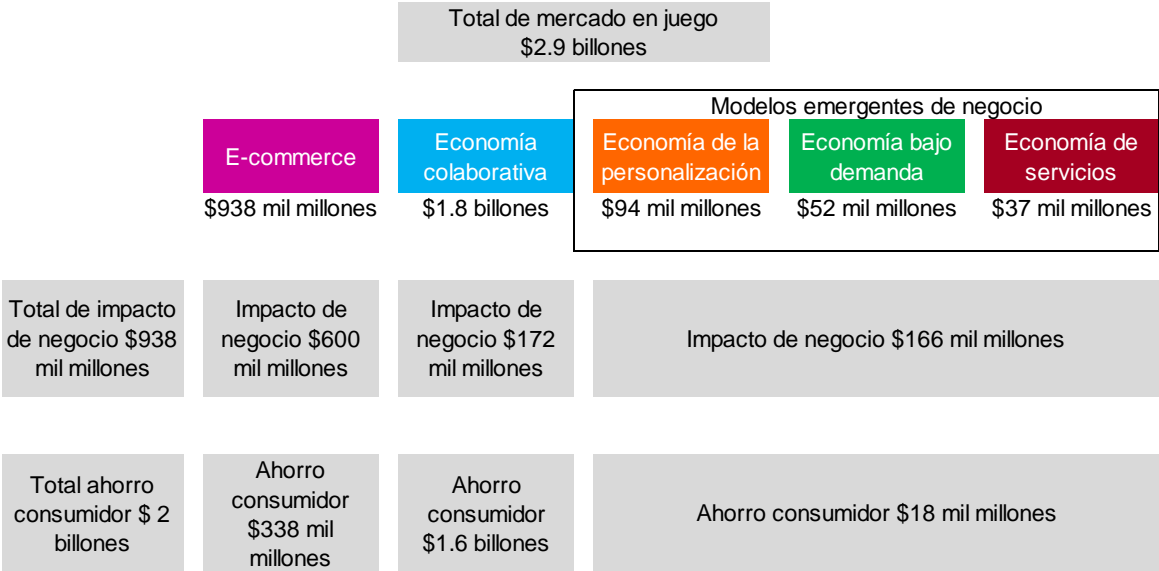 Total de mercado en juego
$2.9 billones
Modelos emergentes de negocio
E-commerce
Economía
colaborativa
Economía de la
personalización
Economía bajo
demanda
Economía de
servicios
$938 mil millones
$1.8 billones
$94 mil millones
$52 mil millones
$37 mil millones
Total de impacto
de negocio $938
mil millones
Impacto de
negocio $600
mil millones
Impacto de
negocio $172
mil millones
Impacto de negocio $166 mil millones
Total ahorro
consumidor $ 2
billones
Ahorro
consumidor
$338 mil
millones
Ahorro
consumidor
$1.6 billones
Ahorro consumidor $18 mil millones